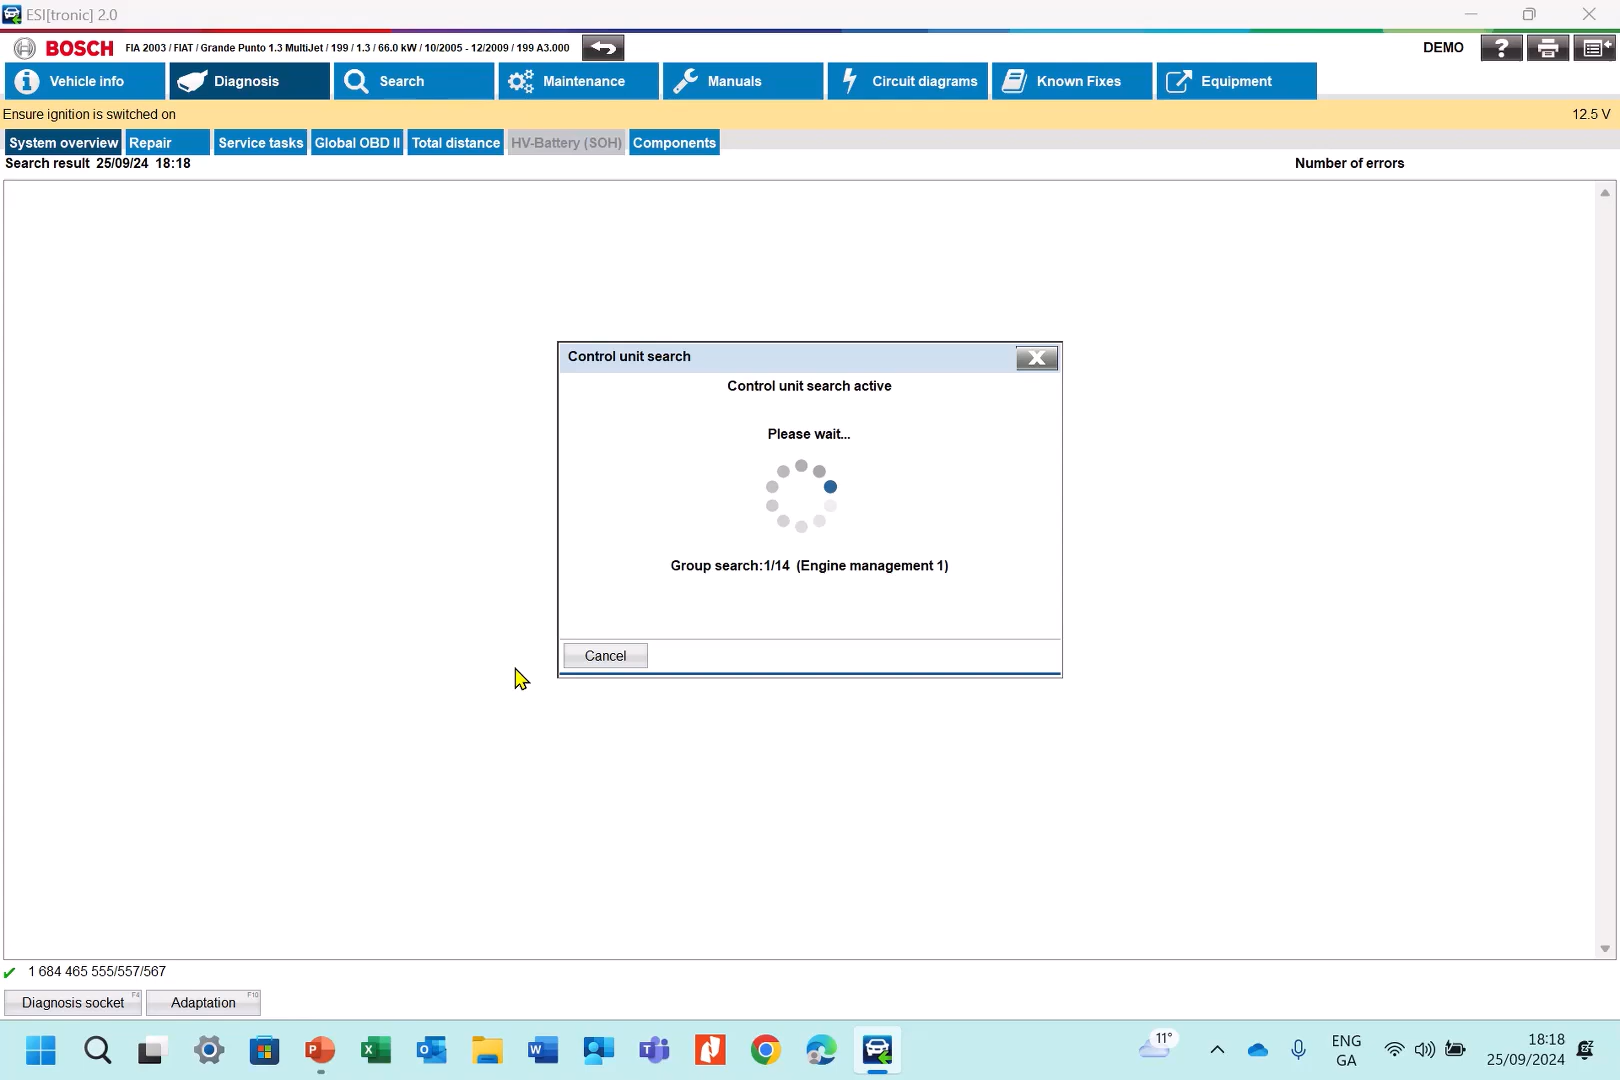 ESI[tronic] 2.0
BOSCH FIA 2003 / FIAT / Grande Punto 1.3 MultiJet / 199 / 1.3 / 66.0 kW / 10/2005 - 12/2009 / 199 A3.000 DEMO ?
Vehicle info Diagnosis Search Maintenance Manuals Circuit diagrams Known Fixes Equipment
Ensure ignition is switched on 12.5 V
System overview Repair Service tasks Global OBD II Total distance HV-Battery (SOH) Components
Search result 25/09/24 18:18 Number of errors
Control unit search X
Control unit search active
Please wait...
Group search:1/14 (Engine management 1)
Cancel
1 684 465 555/557/567
Diagnosis socket F4 Adaptation F10
11° ENG 18:18
GA 25/09/2024